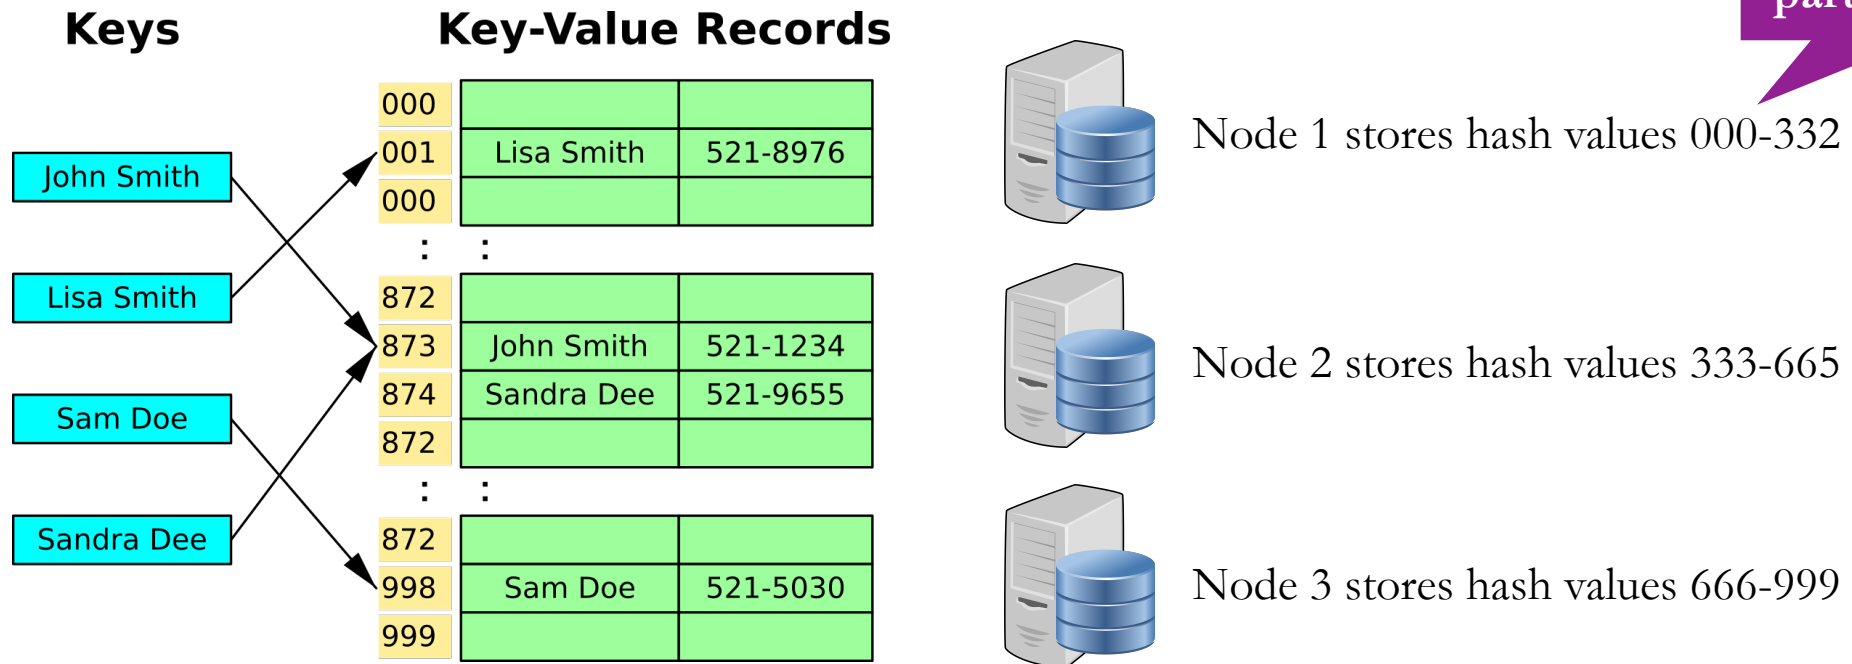 Keys
Key-Value Records
John Smith
Lisa Smith
Sam Doe
Sandra Dee
000
001 Lisa Smith 521-8976
000
: :
872
873 John Smith 521-1234
874 Sandra Dee 521-9655
872
: :
872
998 Sam Doe 521-5030
999
Node 1 stores hash values 000-332
Node 2 stores hash values 333-665
Node 3 stores hash values 666-999